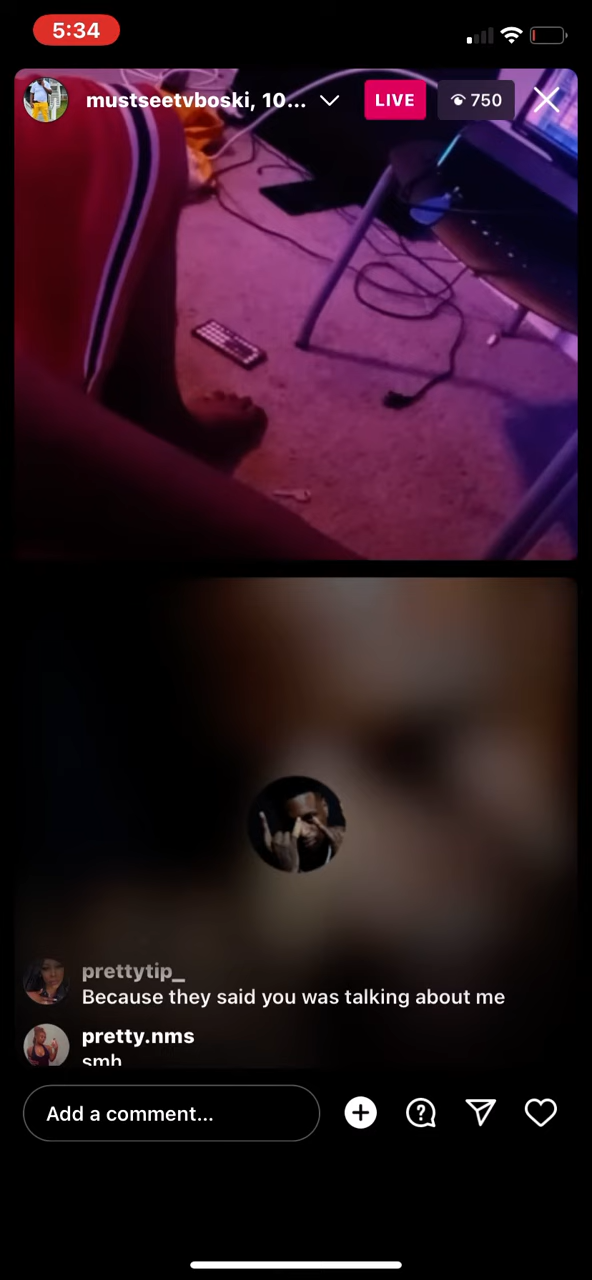 5:34
mustseetvboski, 10...
LIVE
750
prettytip_
Because they said you was talking about me
pretty.nms
smh
Add a comment...